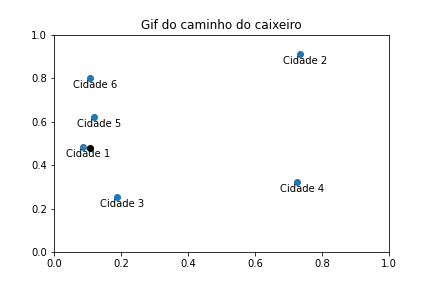 Gif do caminho do caixeiro
1.0
0.8
0.6
0.4
0.2
0.0
Cidade 2
Cidade 6
Cidade 5
Cidade 1
Cidade 4
Cidade 3
0.0 0.2 0.4 0.6 0.8 1.0